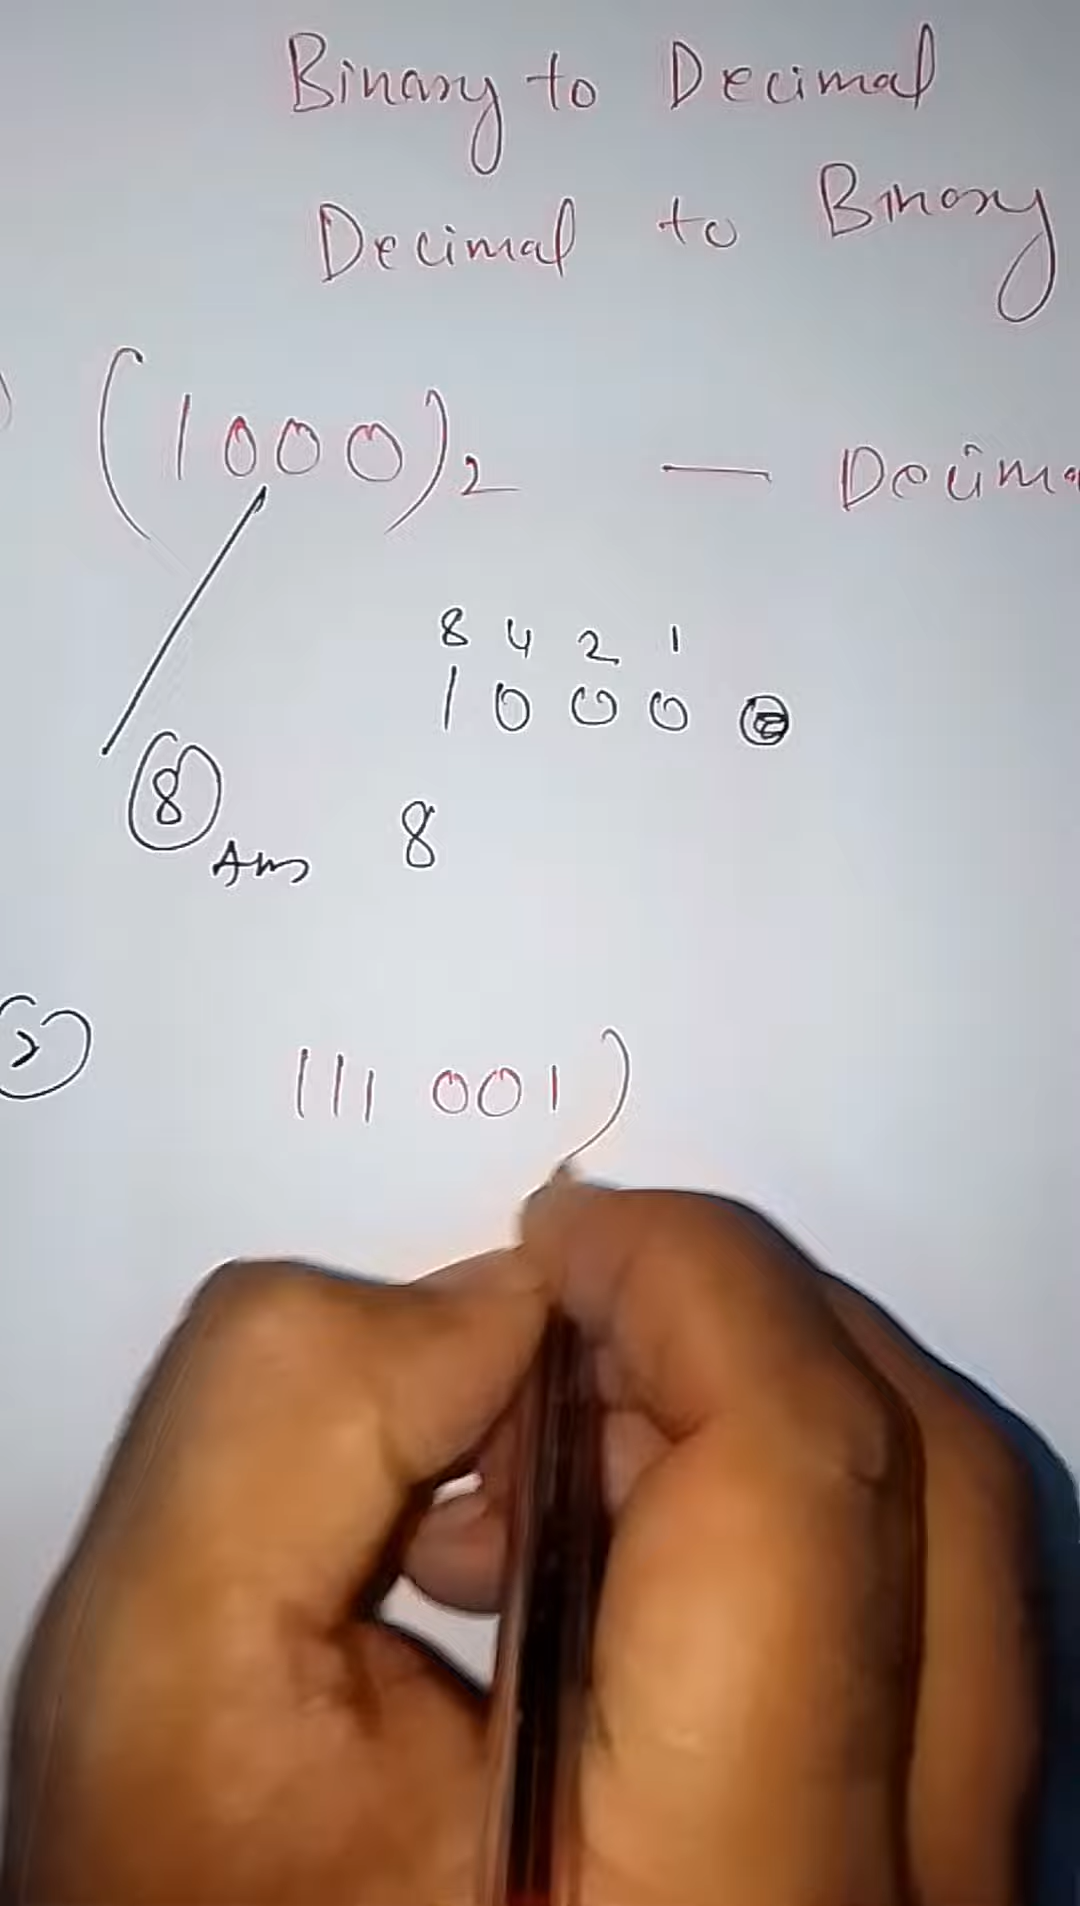 Binary to Decimal
Decimal to Binary
) (1000)2 — Decima
8 4 2 1
1 0 0 0
8 Ans 8
2) 111 001)